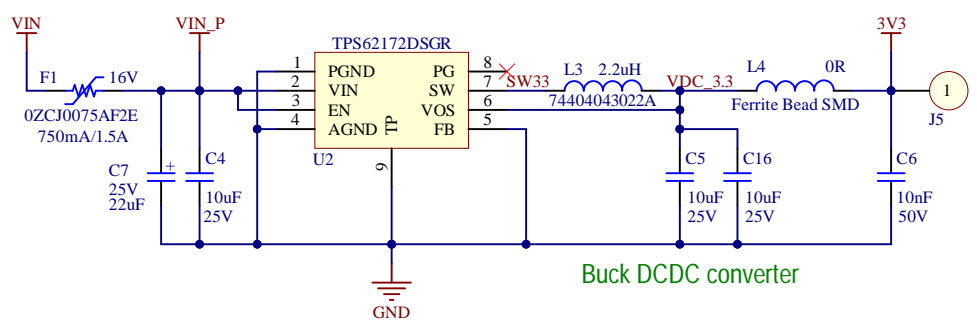 VIN
VIN_P
3V3
TPS62172DSGR
F1
16V
0ZCJ0075AF2E
750mA/1.5A
1
PGND
PG
8
2
VIN
SW
7
3
EN
VOS
6
4
AGND
FB
5
TP
9
U2
SW33
L3
2.2uH
74404043022A
VDC_3.3
L4
0R
Ferrite Bead SMD
1
J5
C7
25V
22uF
C4
10uF
25V
C5
10uF
25V
C16
10uF
25V
C6
10nF
50V
Buck DCDC converter
GND